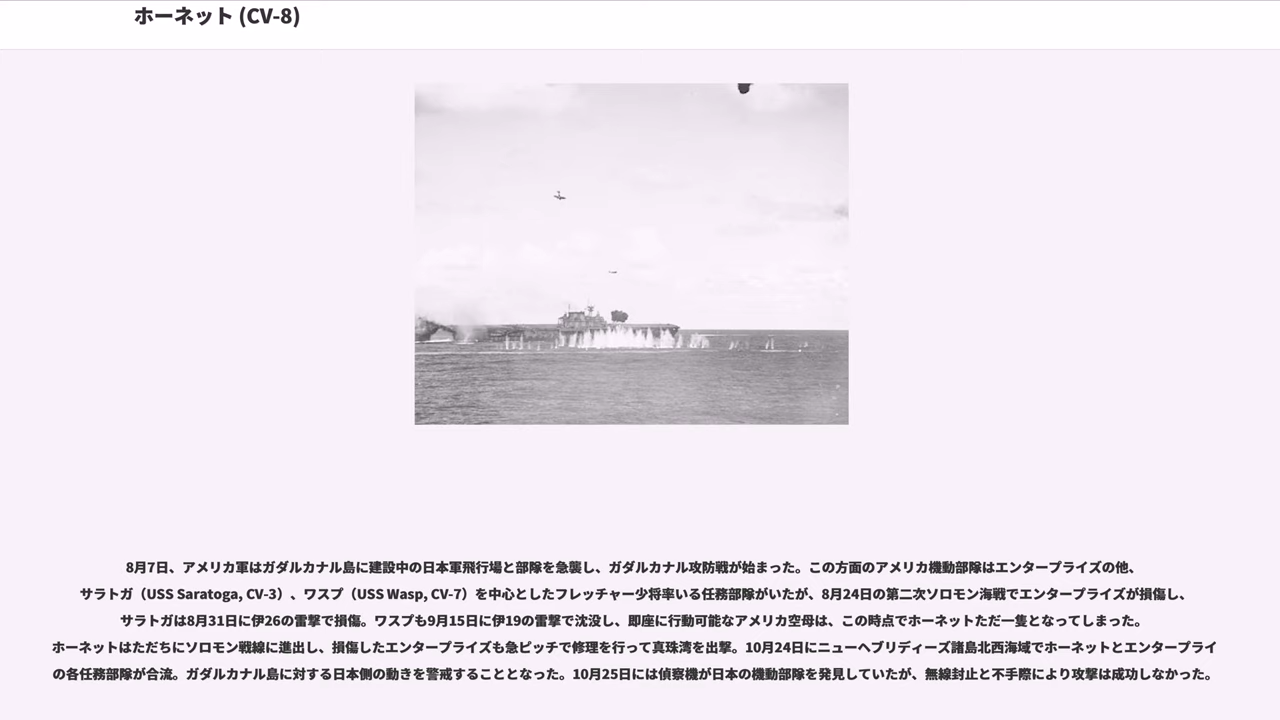 ホーネット (CV-8)
8月7日、アメリカ軍はガダルカナル島に建設中の日本軍飛行場と部隊を急襲し、ガダルカナル攻防戦が始まった。この方面のアメリカ機動部隊はエンタープライズの他、
サラトガ（USS Saratoga, CV-3）、ワスプ（USS Wasp, CV-7）を中心としたフレッチャー少将率いる任務部隊がいたが、8月24日の第二次ソロモン海戦でエンタープライズが損傷し、
サラトガは8月31日に伊26の雷撃で損傷。ワスプも9月15日に伊19の雷撃で沈没し、即座に行動可能なアメリカ空母は、この時点でホーネットただ一隻となってしまった。
ホーネットはただちにソロモン戦線に進出し、損傷したエンタープライズも急ピッチで修理を行って真珠湾を出撃。10月24日にニューヘブリディーズ諸島北西海域でホーネットとエンタープライ
の各任務部隊が合流。ガダルカナル島に対する日本側の動きを警戒することとなった。10月25日には偵察機が日本の機動部隊を発見していたが、無線封止と不手際により攻撃は成功しなかった。